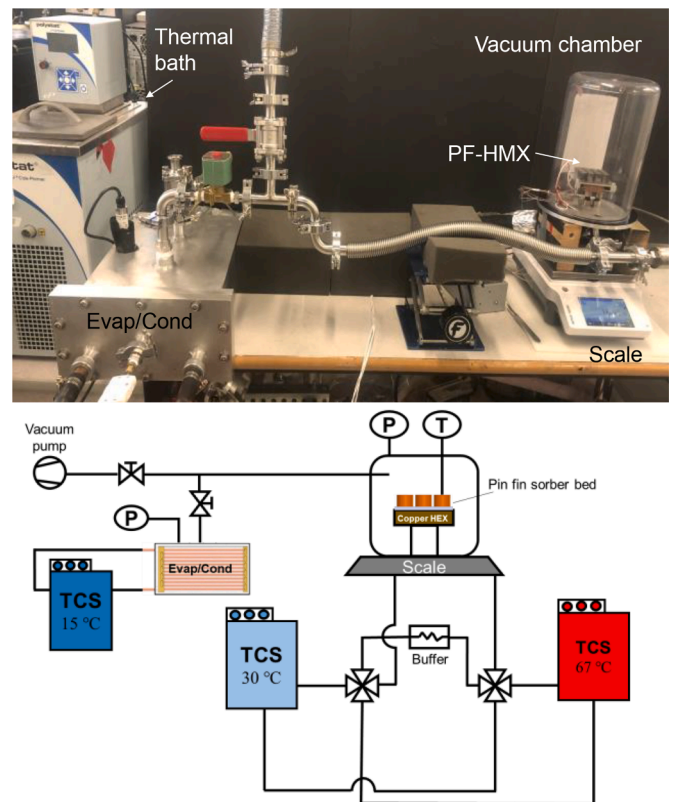 polystat
Thermal
bath
Vacuum chamber
PF-HMX
Evap/Cond
Scale
Vacuum
pump
P
T
Pin fin sorber bed
Copper HEX
P
Evap/Cond
Scale
TCS
15 °C
TCS
30 °C
Buffer
TCS
67 °C